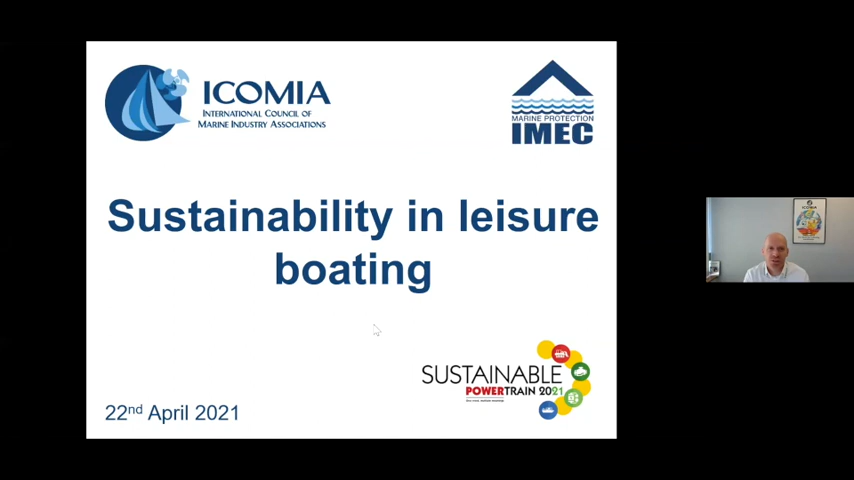 ICOMIA
INTERNATIONAL COUNCIL OF
MARINE INDUSTRY ASSOCIATIONS
MARINE PROTECTION
IMEC
Sustainability in leisure
boating
SUSTAINABLE
POWERTRAIN 2021
22nd April 2021
ICOMIA